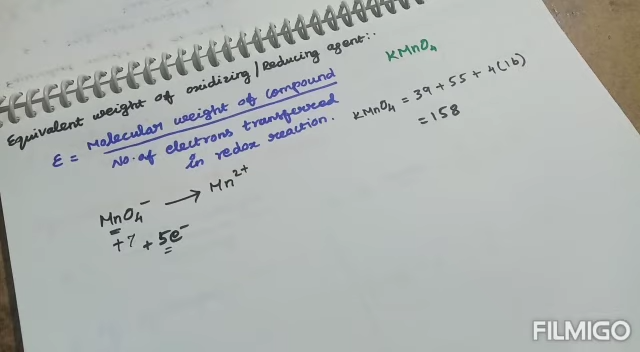 Equivalent weight of oxidizing/Reducing agent:-
KMnO4
E = Molecular weight of compound
No. of electrons transferred
in redox reaction.
KMnO4 = 39 + 55 + 4(16)
= 158
MnO4⁻ → Mn²⁺
+7 + 5e⁻
FILMIGO